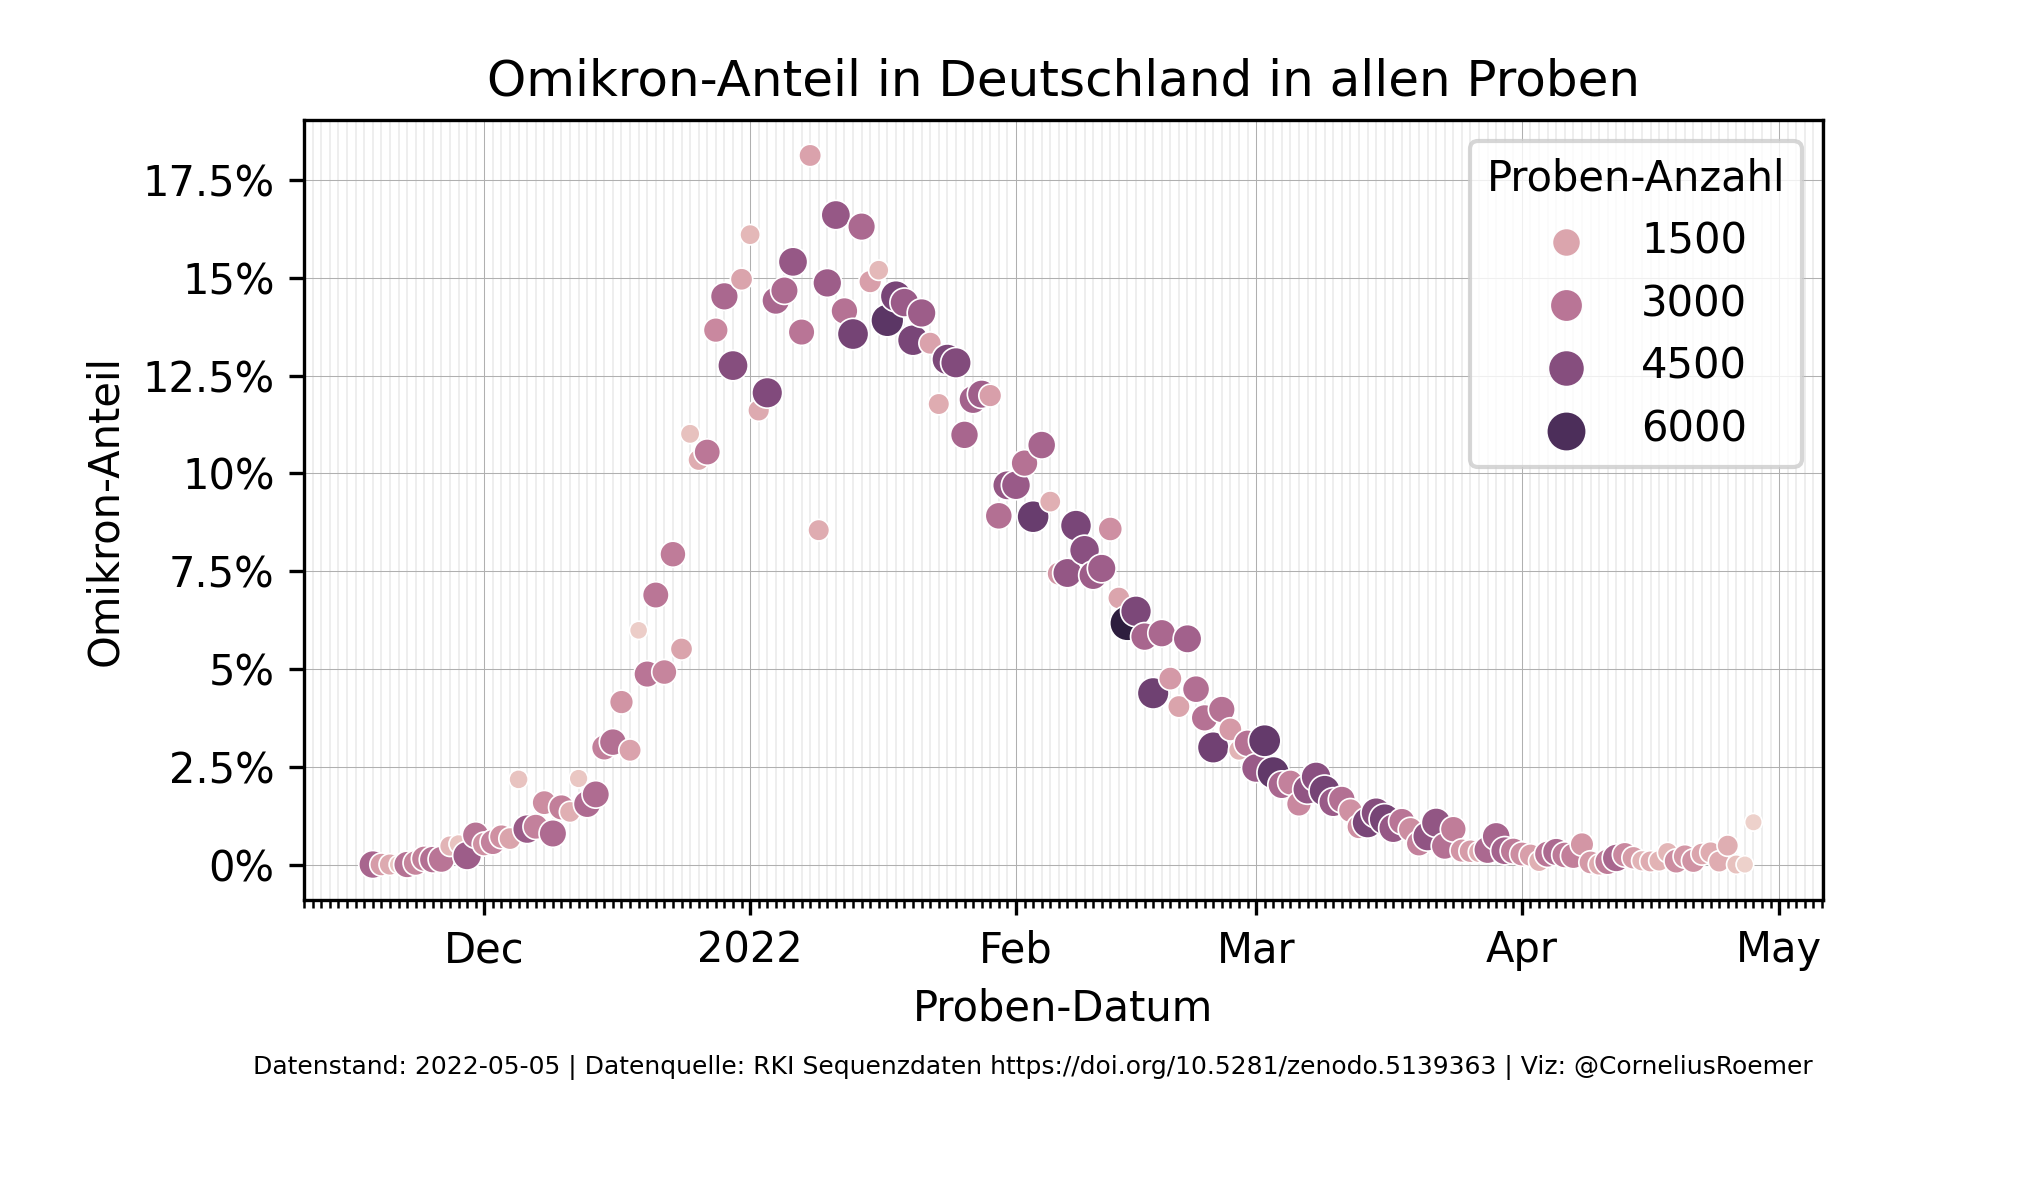 Omikron-Anteil in Deutschland in allen Proben
Omikron-Anteil
17.5%
15%
12.5%
10%
7.5%
5%
2.5%
0%
Proben-Anzahl
1500
3000
4500
6000
Dec
2022
Feb
Mar
Apr
May
Proben-Datum
Datenstand: 2022-05-05 | Datenquelle: RKI Sequenzdaten https://doi.org/10.5281/zenodo.5139363 | Viz: @CorneliusRoemer